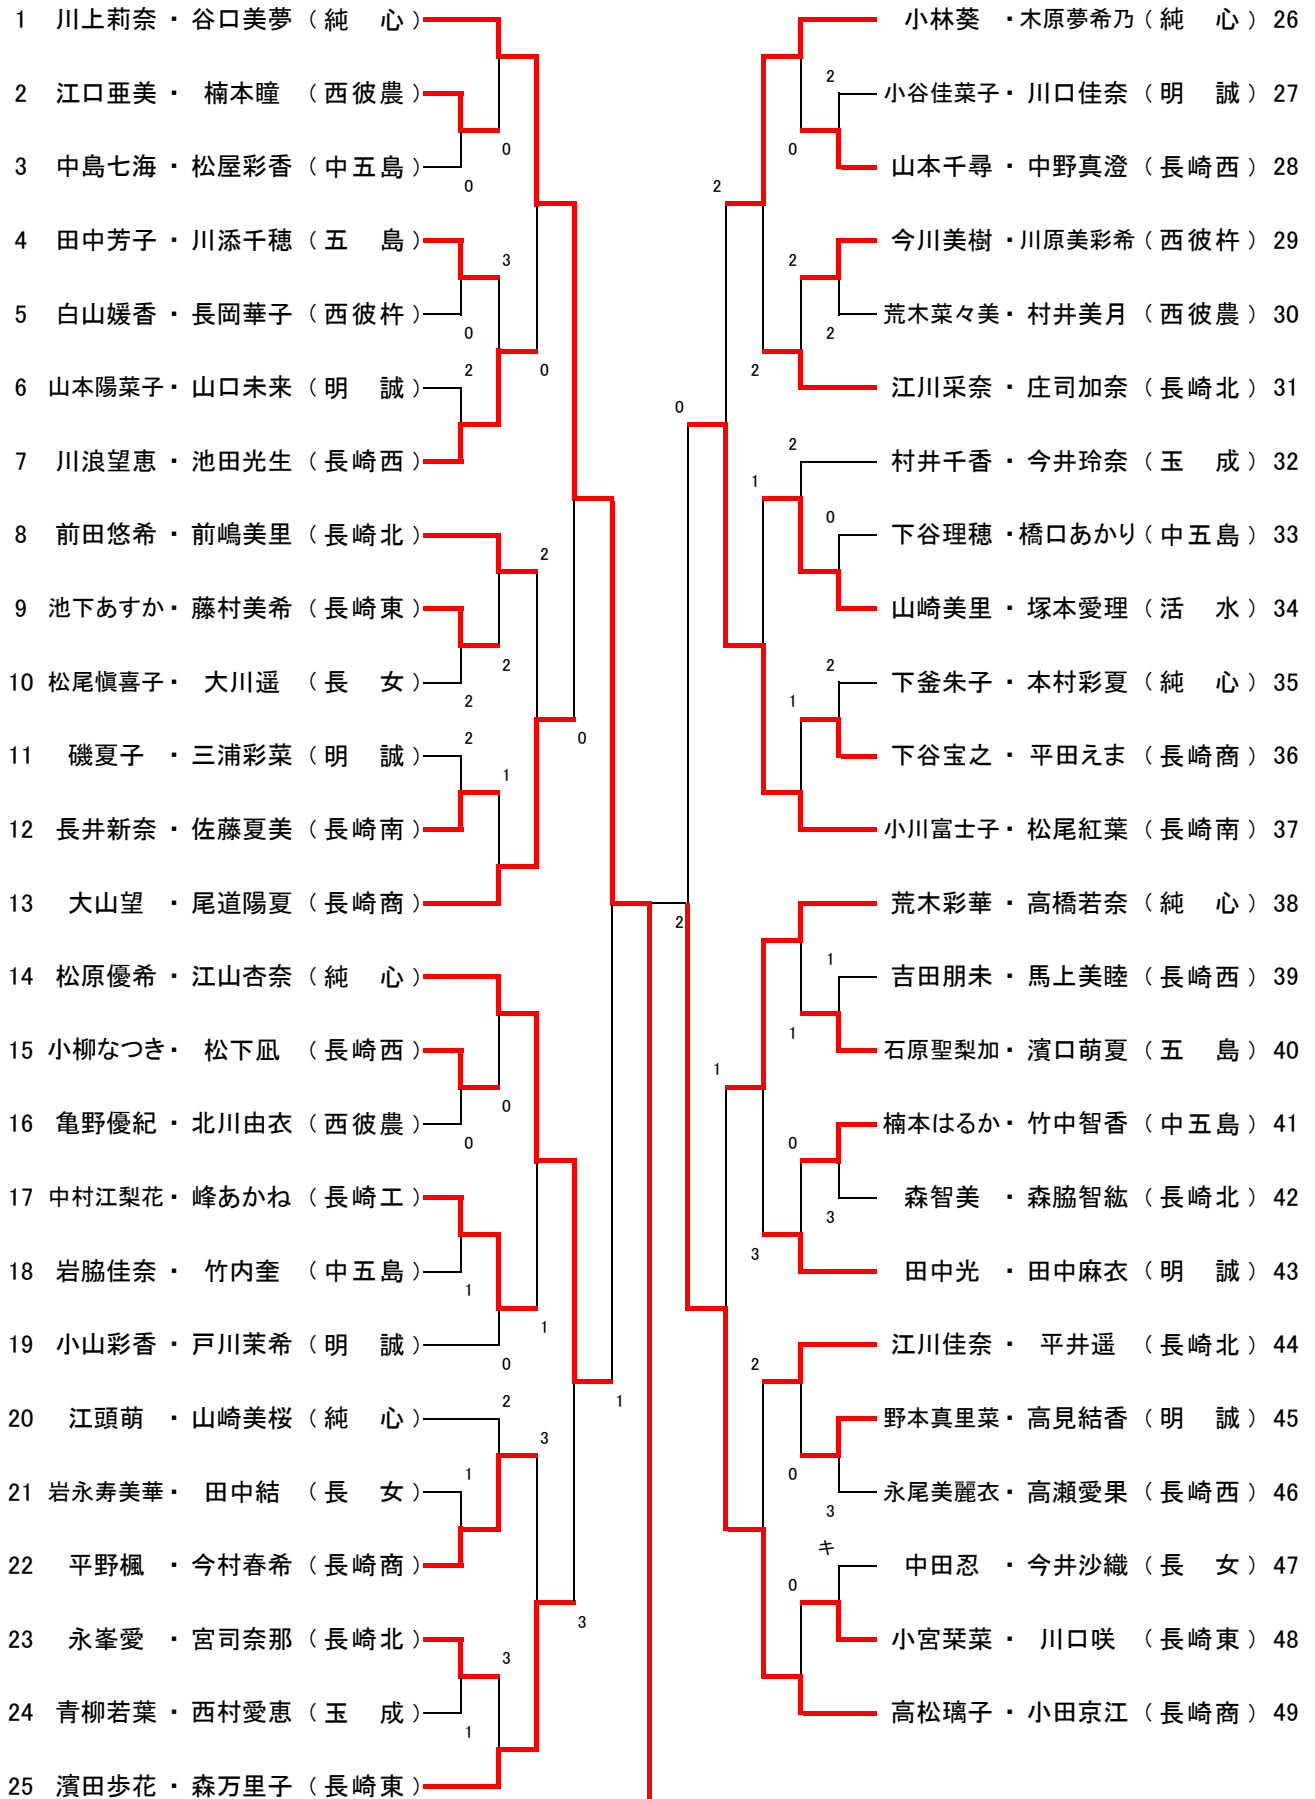 1 川上莉奈 ・ 谷口美夢 （ 純　心 ）
2 江口亜美 ・ 楠本瞳 （ 西彼農 ）
0
3 中島七海 ・ 松屋彩香 （ 中五島 ）
0
4 田中芳子 ・ 川添千穂 （ 五　島 ）
3
5 白山媛香 ・ 長岡華子 （ 西彼杵 ）
0
6 山本陽菜子 ・ 山口未来 （ 明　誠 ）
2
0
7 川浪望恵 ・ 池田光生 （ 長崎西 ）
8 前田悠希 ・ 前嶋美里 （ 長崎北 ）
2
9 池下あすか ・ 藤村美希 （ 長崎東 ）
2
10 松尾愼喜子 ・ 大川遥 （ 長　女 ）
2
2
0
11 磯夏子 ・ 三浦彩菜 （ 明　誠 ）
1
12 長井新奈 ・ 佐藤夏美 （ 長崎南 ）
13 大山望 ・ 尾道陽夏 （ 長崎商 ）
14 松原優希 ・ 江山杏奈 （ 純　心 ）
15 小柳なつき ・ 松下凪 （ 長崎西 ）
0
16 亀野優紀 ・ 北川由衣 （ 西彼農 ）
0
17 中村江梨花 ・ 峰あかね （ 長崎工 ）
18 岩脇佳奈 ・ 竹内奎 （ 中五島 ）
1
1
19 小山彩香 ・ 戸川茉希 （ 明　誠 ）
0
2
1
20 江頭萌 ・ 山崎美桜 （ 純　心 ）
3
1
21 岩永寿美華 ・ 田中結 （ 長　女 ）
22 平野楓 ・ 今村春希 （ 長崎商 ）
3
23 永峯愛 ・ 宮司奈那 （ 長崎北 ）
3
24 青柳若葉 ・ 西村愛恵 （ 玉　成 ）
1
25 濱田歩花 ・ 森万里子 （ 長崎東 ）
小林葵 ・ 木原夢希乃 （ 純　心 ） 26
2
小谷佳菜子 ・ 川口佳奈 （ 明　誠 ） 27
0
山本千尋 ・ 中野真澄 （ 長崎西 ） 28
2
今川美樹 ・ 川原美彩希 （ 西彼杵 ） 29
2
荒木菜々美 ・ 村井美月 （ 西彼農 ） 30
2
2
江川采奈 ・ 庄司加奈 （ 長崎北 ） 31
0
2
村井千香 ・ 今井玲奈 （ 玉　成 ） 32
1
0
下谷理穂 ・ 橋口あかり （ 中五島 ） 33
山崎美里 ・ 塚本愛理 （ 活　水 ） 34
2
下釜朱子 ・ 本村彩夏 （ 純　心 ） 35
1
下谷宝之 ・ 平田えま （ 長崎商 ） 36
小川富士子 ・ 松尾紅葉 （ 長崎南 ） 37
荒木彩華 ・ 高橋若奈 （ 純　心 ） 38
2
1
吉田朋未 ・ 馬上美睦 （ 長崎西 ） 39
1
石原聖梨加 ・ 濱口萌夏 （ 五　島 ） 40
1
楠本はるか ・ 竹中智香 （ 中五島 ） 41
0
森智美 ・ 森脇智紘 （ 長崎北 ） 42
3
3
田中光 ・ 田中麻衣 （ 明　誠 ） 43
江川佳奈 ・ 平井遥 （ 長崎北 ） 44
2
野本真里菜 ・ 高見結香 （ 明　誠 ） 45
0
永尾美麗衣 ・ 高瀬愛果 （ 長崎西 ） 46
3
キ
中田忍 ・ 今井沙織 （ 長　女 ） 47
0
小宮栞菜 ・ 川口咲 （ 長崎東 ） 48
高松璃子 ・ 小田京江 （ 長崎商 ） 49